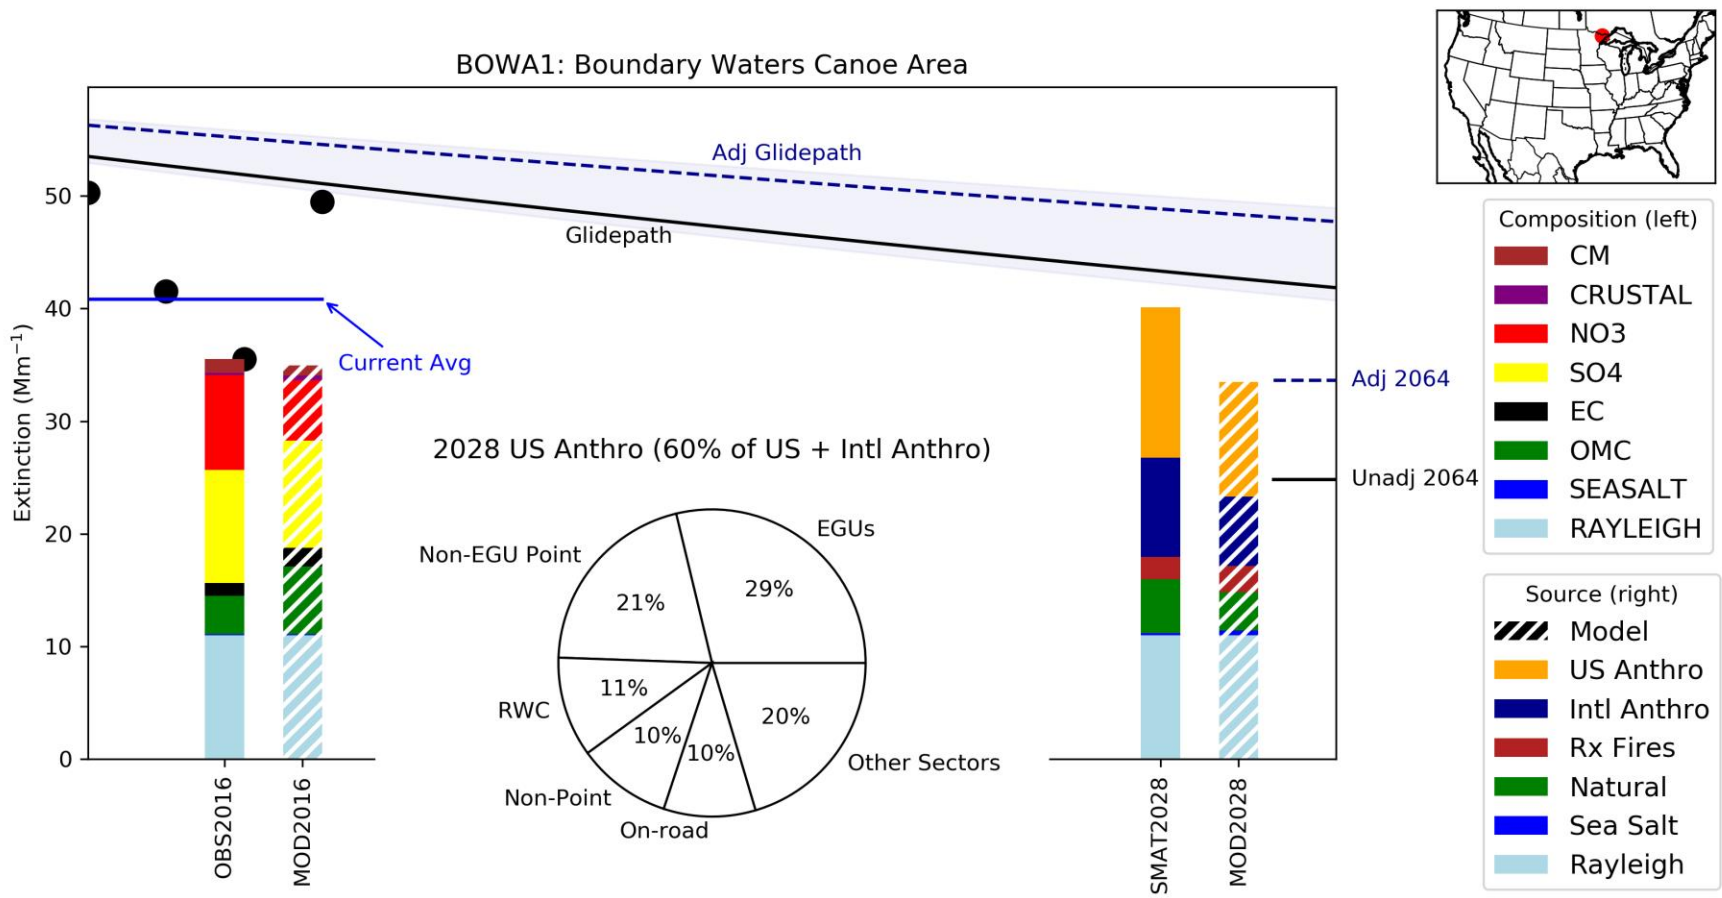 BOWA1: Boundary Waters Canoe Area
Extinction (Mm⁻¹)
50
40
30
20
10
0
Adj Glidepath
Glidepath
Current Avg
2028 US Anthro (60% of US + Intl Anthro)
EGUs
29%
Non-EGU Point
21%
RWC
11%
Non-Point
10%
On-road
10%
Other Sectors
20%
OBS2016
MOD2016
SMAT2028
MOD2028
Adj 2064
Unadj 2064
Composition (left)
CM
CRUSTAL
NO3
SO4
EC
OMC
SEASALT
RAYLEIGH
Source (right)
Model
US Anthro
Intl Anthro
Rx Fires
Natural
Sea Salt
Rayleigh